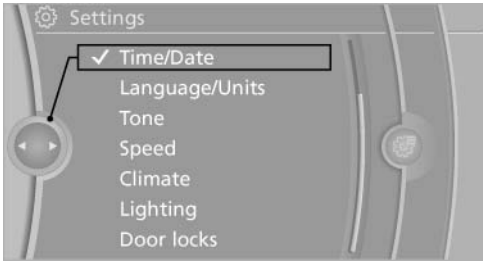 Settings
Time/Date
Language/Units
Tone
Speed
Climate
Lighting
Door locks